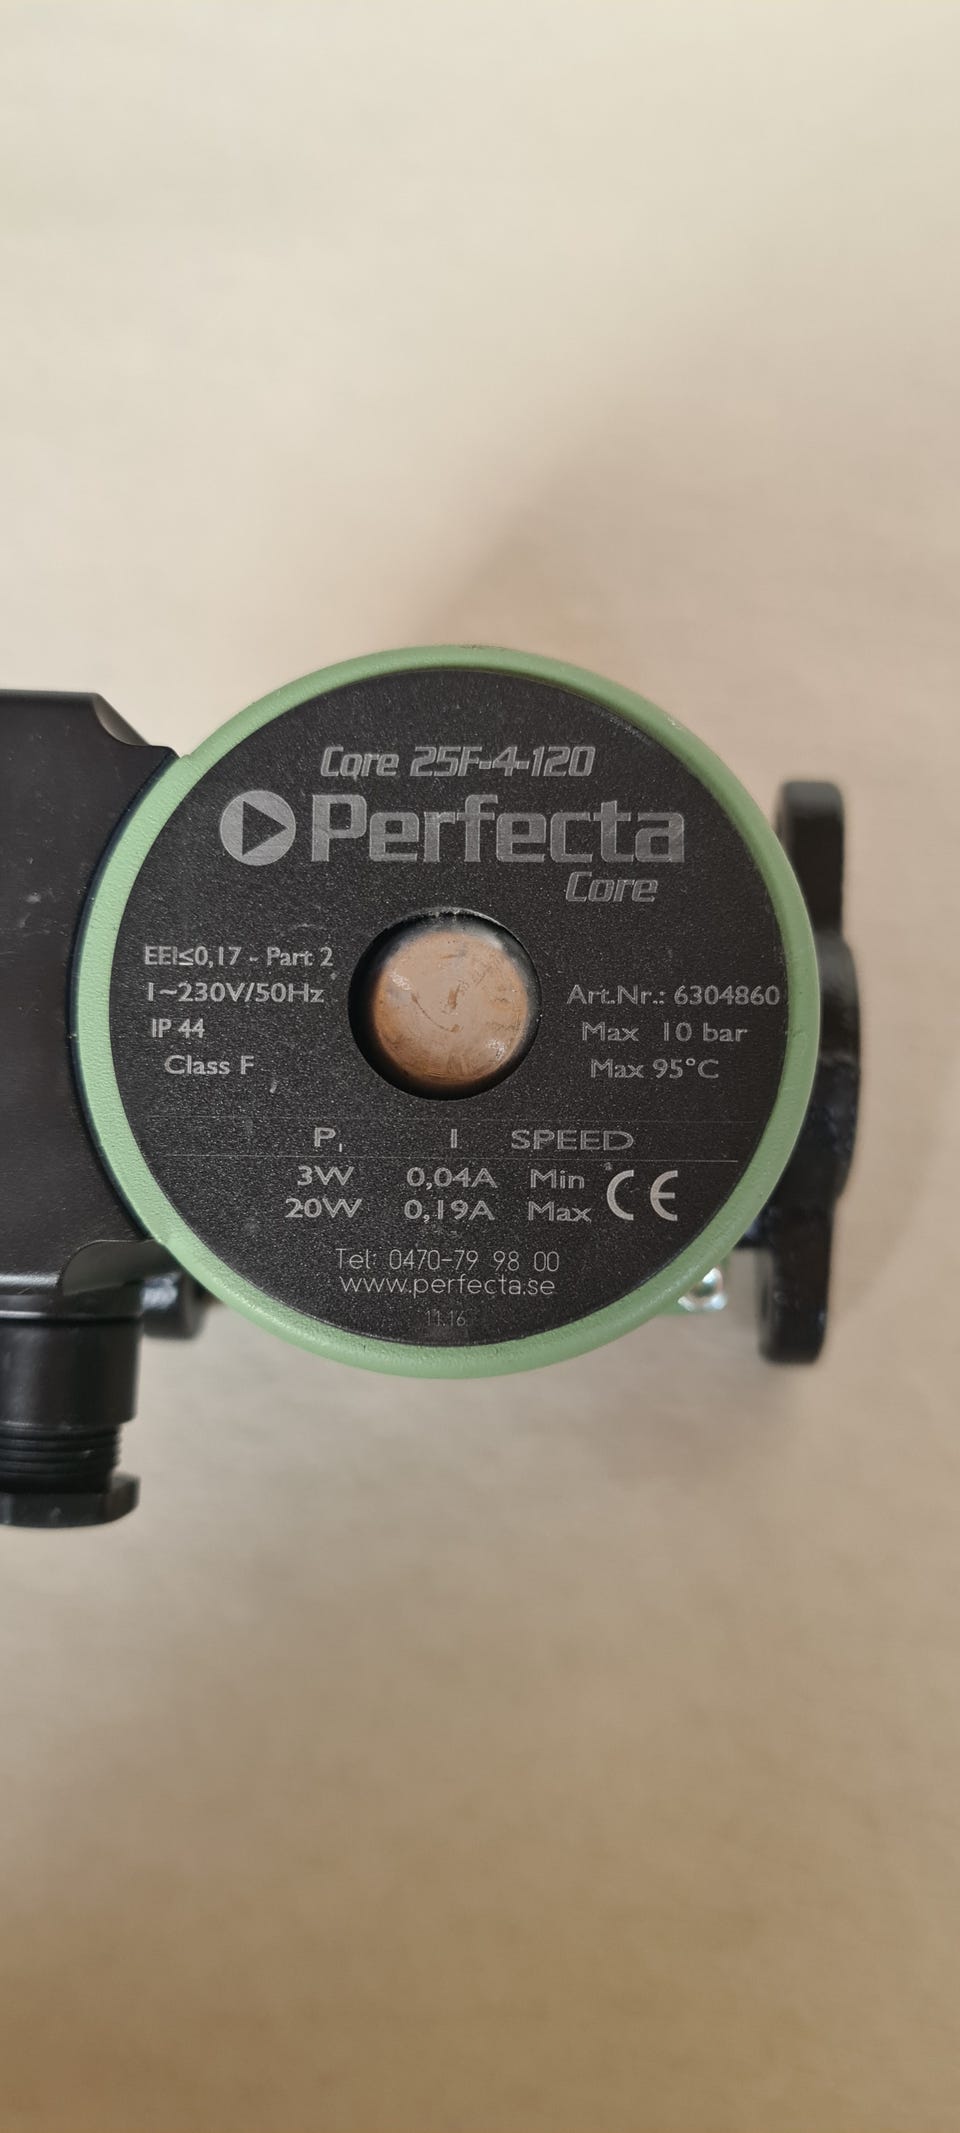 Core 25F-4-120
Perfecta
Core
EEI≤0,17 - Part 2
1~230V/50Hz
IP 44
Class F
Art.Nr.: 6304860
Max 10 bar
Max 95°C
P₁ I SPEED
3W 0,04A Min
20W 0,19A Max
CE
Tel: 0470-79 98 00
www.perfecta.se
11.16